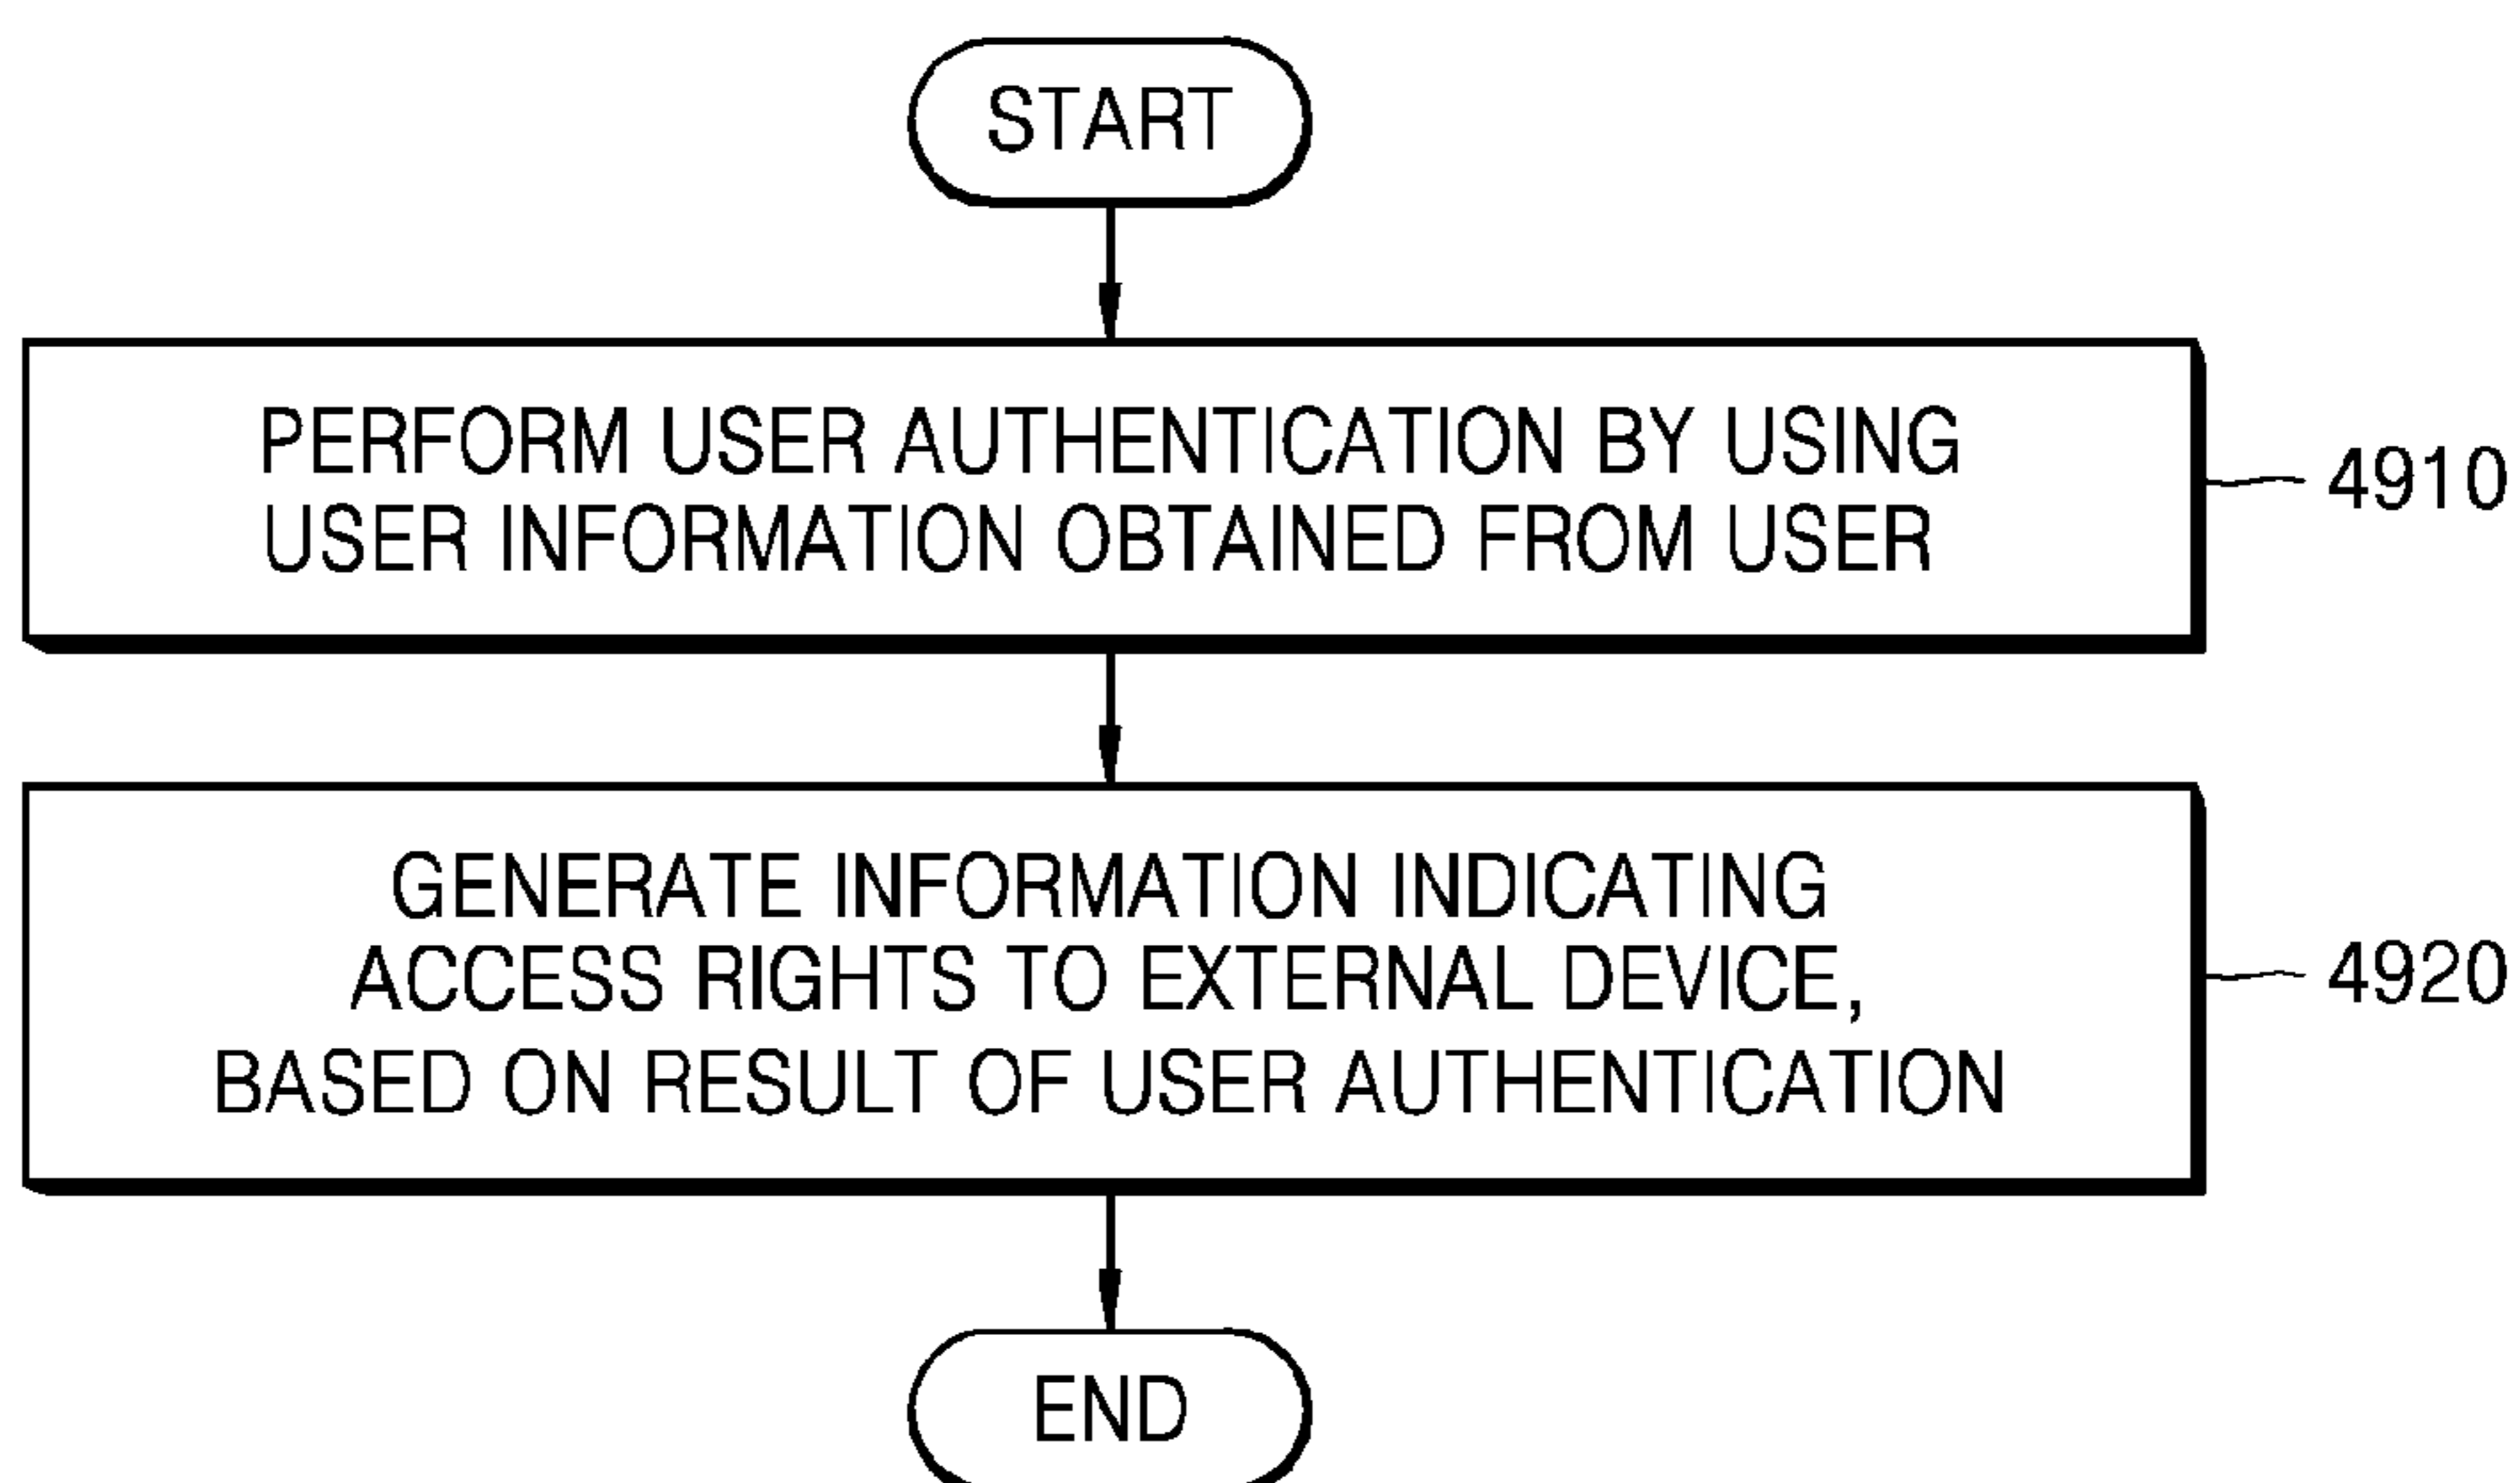 START
PERFORM USER AUTHENTICATION BY USING
USER INFORMATION OBTAINED FROM USER
4910
GENERATE INFORMATION INDICATING
ACCESS RIGHTS TO EXTERNAL DEVICE,
BASED ON RESULT OF USER AUTHENTICATION
4920
END